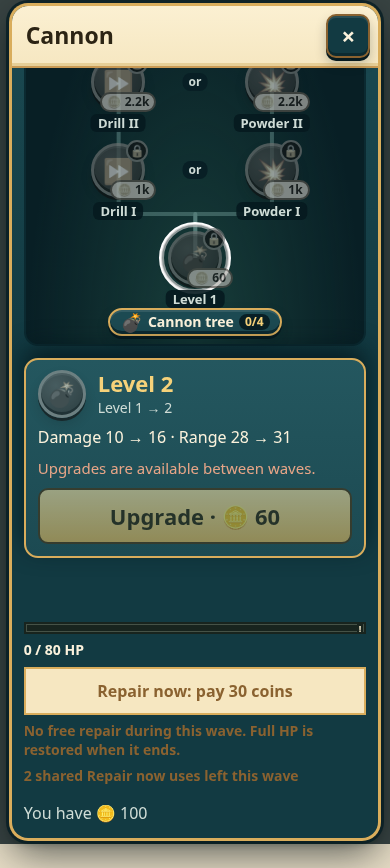 Cannon
×
2.2k
or
2.2k
Drill II
Powder II
1k
or
1k
Drill I
Powder I
60
Level 1
Cannon tree 0/4
Level 2
Level 1 → 2
Damage 10 → 16 · Range 28 → 31
Upgrades are available between waves.
Upgrade · 60
!
0 / 80 HP
Repair now: pay 30 coins
No free repair during this wave. Full HP is
restored when it ends.
2 shared Repair now uses left this wave
You have 100